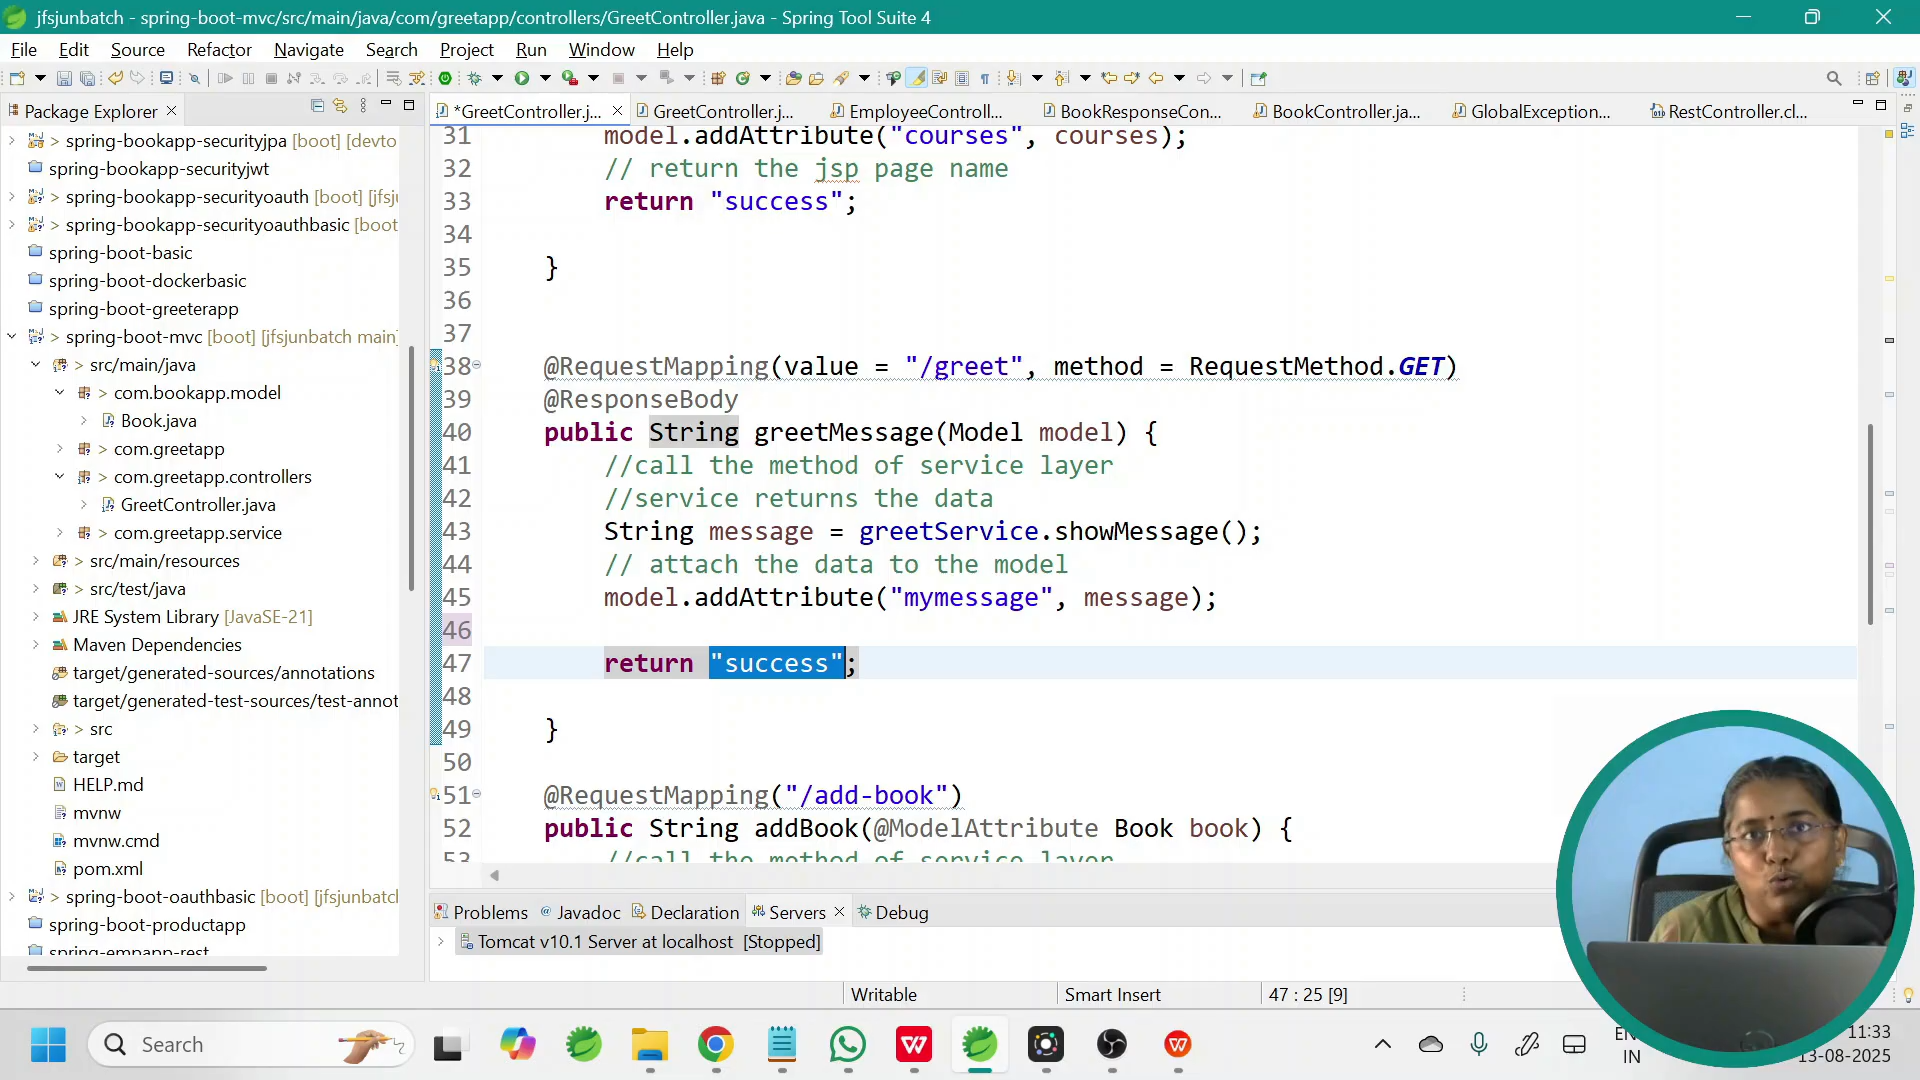 jfsjunbatch - spring-boot-mvc/src/main/java/com/greetapp/controllers/GreetController.java - Spring Tool Suite 4
File Edit Source Refactor Navigate Search Project Run Window Help
Package Explorer
*GreetController.j... GreetController.j... EmployeeControll... BookResponseCon... BookController.ja... GlobalException... RestController.cl...
> spring-bookapp-securityjpa [boot] [devto
spring-bookapp-securityjwt
> spring-bookapp-securityoauth [boot] [jfsj
> spring-bookapp-securityoauthbasic [boot
spring-boot-basic
spring-boot-dockerbasic
spring-boot-greeterapp
> spring-boot-mvc [boot] [jfsjunbatch main]
> src/main/java
> com.bookapp.model
Book.java
> com.greetapp
> com.greetapp.controllers
GreetController.java
> com.greetapp.service
> src/main/resources
> src/test/java
JRE System Library [JavaSE-21]
Maven Dependencies
target/generated-sources/annotations
target/generated-test-sources/test-annot
> src
target
HELP.md
mvnw
mvnw.cmd
pom.xml
> spring-boot-oauthbasic [boot] [jfsjunbatch
spring-boot-productapp
spring-empapp-rest
31 model.addAttribute("courses", courses);
32 // return the jsp page name
33 return "success";
34
35 }
36
37
38 @RequestMapping(value = "/greet", method = RequestMethod.GET)
39 @ResponseBody
40 public String greetMessage(Model model) {
41 //call the method of service layer
42 //service returns the data
43 String message = greetService.showMessage();
44 // attach the data to the model
45 model.addAttribute("mymessage", message);
46
47 return "success";
48
49 }
50
51 @RequestMapping("/add-book")
52 public String addBook(@ModelAttribute Book book) {
53 //call the method of service layer
Problems Javadoc Declaration Servers Debug
Tomcat v10.1 Server at localhost [Stopped]
Writable Smart Insert 47 : 25 [9]
Search
IN
11:33
13-08-2025